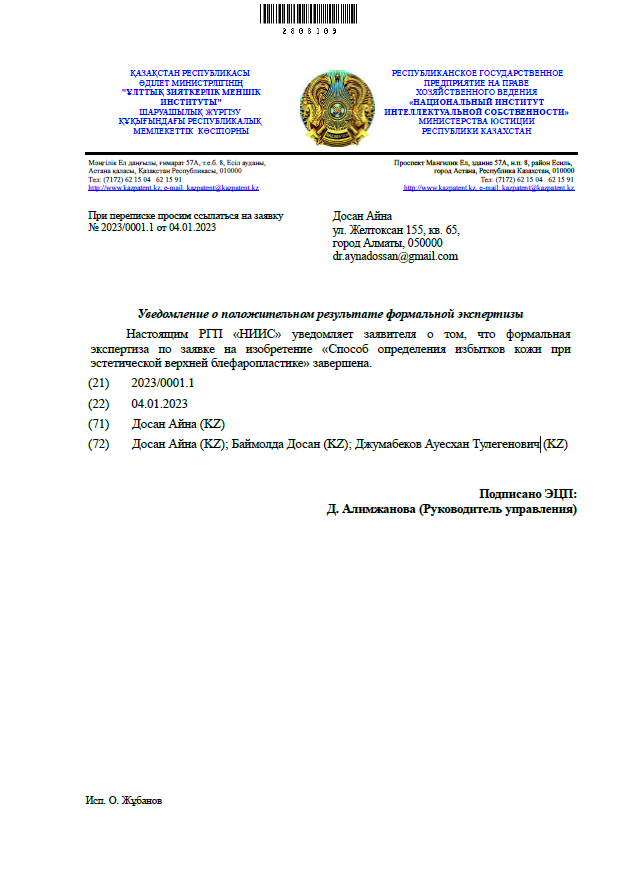 2808109
ҚАЗАҚСТАН РЕСПУБЛИКАСЫ
ӘДІЛЕТ МИНИСТРЛІГІНІҢ
"ҰЛТТЫҚ ЗИЯТКЕРЛІК МЕНШІК
ИНСТИТУТЫ"
ШАРУАШЫЛЫҚ ЖҮРГІЗУ
ҚҰҚЫҒЫНДАҒЫ РЕСПУБЛИКАЛЫҚ
МЕМЛЕКЕТТІК КӘСІПОРНЫ
РЕСПУБЛИКАНСКОЕ ГОСУДАРСТВЕННОЕ
ПРЕДПРИЯТИЕ НА ПРАВЕ
ХОЗЯЙСТВЕННОГО ВЕДЕНИЯ
«НАЦИОНАЛЬНЫЙ ИНСТИТУТ
ИНТЕЛЛЕКТУАЛЬНОЙ СОБСТВЕННОСТИ»
МИНИСТЕРСТВА ЮСТИЦИИ
РЕСПУБЛИКИ КАЗАХСТАН
Мәңгілік Ел даңғылы, ғимарат 57А, т.е.б. 8, Есіл ауданы,
Астана қаласы, Қазақстан Республикасы, 010000
Тел: (7172) 62 15 04 62 15 91
http://www.kazpatent.kz, e-mail: kazpatent@kazpatent.kz
Проспект Мангилик Ел, здание 57А, н.п. 8, район Есиль,
город Астана, Республика Казахстан, 010000
Тел: (7172) 62 15 04 62 15 91
http://www.kazpatent.kz, e-mail: kazpatent@kazpatent.kz
При переписке просим ссылаться на заявку
№ 2023/0001.1 от 04.01.2023
Досан Айна
ул. Желтоксан 155, кв. 65,
город Алматы, 050000
dr.aynadossan@gmail.com
Уведомление о положительном результате формальной экспертизы
Настоящим РГП «НИИС» уведомляет заявителя о том, что формальная
экспертиза по заявке на изобретение «Способ определения избытков кожи при
эстетической верхней блефаропластике» завершена.
(21) 2023/0001.1
(22) 04.01.2023
(71) Досан Айна (KZ)
(72) Досан Айна (KZ); Баймолда Досан (KZ); Джумабеков Ауесхан Тулегенович (KZ)
Подписано ЭЦП:
Д. Алимжанова (Руководитель управления)
Исп. О. Жұбанов